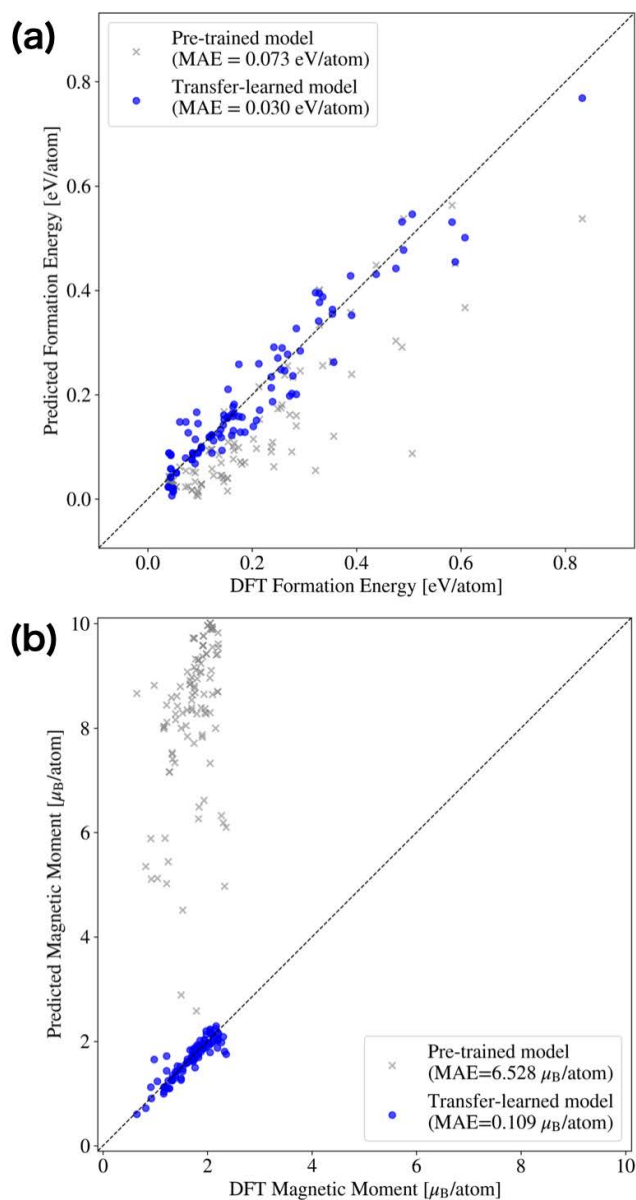 (a)
Pre-trained model
(MAE = 0.073 eV/atom)
Transfer-learned model
(MAE = 0.030 eV/atom)
Predicted Formation Energy [eV/atom]
0.8
0.6
0.4
0.2
0.0
0.0 0.2 0.4 0.6 0.8
DFT Formation Energy [eV/atom]
(b)
Predicted Magnetic Moment [μB/atom]
10
8
6
4
2
0
Pre-trained model
(MAE=6.528 μB/atom)
Transfer-learned model
(MAE=0.109 μB/atom)
0 2 4 6 8 10
DFT Magnetic Moment [μB/atom]